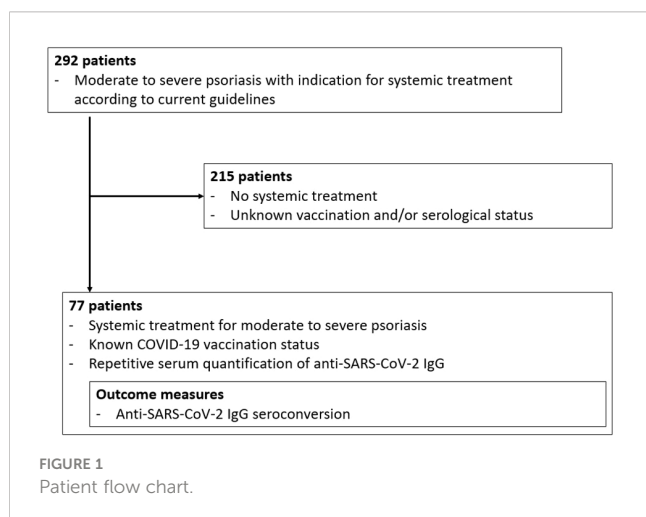 292 patients
- Moderate to severe psoriasis with indication for systemic treatment
according to current guidelines
215 patients
- No systemic treatment
- Unknown vaccination and/or serological status
77 patients
- Systemic treatment for moderate to severe psoriasis
- Known COVID-19 vaccination status
- Repetitive serum quantification of anti-SARS-CoV-2 IgG
Outcome measures
- Anti-SARS-CoV-2 IgG seroconversion
FIGURE 1
Patient flow chart.